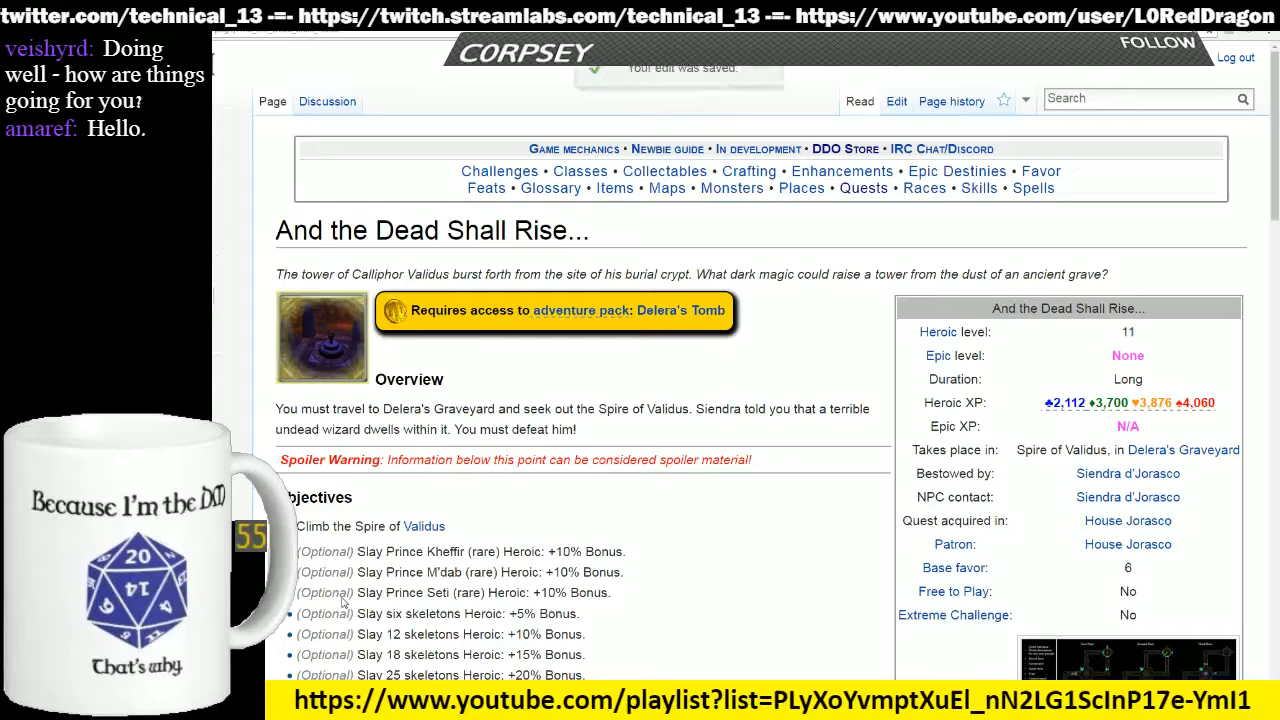 twitter.com/technical_13 -=- https://twitch.streamlabs.com/technical_13 -=- https://www.youtube.com/user/L0RedDragon
veishyrd: Doing
well - how are things
going for you?
amaref: Hello.
CORPSEY
FOLLOW
Log out
Your edit was saved.
Page Discussion Read Edit Page history Search
Game mechanics • Newbie guide • In development • DDO Store • IRC Chat/Discord
Challenges • Classes • Collectables • Crafting • Enhancements • Epic Destinies • Favor
Feats • Glossary • Items • Maps • Monsters • Places • Quests • Races • Skills • Spells
And the Dead Shall Rise...
The tower of Calliphor Validus burst forth from the site of his burial crypt. What dark magic could raise a tower from the dust of an ancient grave?
Requires access to adventure pack: Delera's Tomb
Overview
You must travel to Delera's Graveyard and seek out the Spire of Validus. Siendra told you that a terrible
undead wizard dwells within it. You must defeat him!
Spoiler Warning: Information below this point can be considered spoiler material!
bjectives
Climb the Spire of Validus
(Optional) Slay Prince Kheffir (rare) Heroic: +10% Bonus.
(Optional) Slay Prince M'dab (rare) Heroic: +10% Bonus.
(Optional) Slay Prince Seti (rare) Heroic: +10% Bonus.
• (Optional) Slay six skeletons Heroic: +5% Bonus.
• (Optional) Slay 12 skeletons Heroic: +10% Bonus.
• (Optional) Slay 18 skeletons Heroic: +15% Bonus.
• (Optional) Slay 25 skeletons Heroic: +20% Bonus.
And the Dead Shall Rise...
Heroic level: 11
Epic level: None
Duration: Long
Heroic XP: ♣2,112 ♦3,700 ♥3,876 ♠4,060
Epic XP: N/A
Takes place in: Spire of Validus, in Delera's Graveyard
Bestowed by: Siendra d'Jorasco
NPC contact: Siendra d'Jorasco
Quest acquired in: House Jorasco
Patron: House Jorasco
Base favor: 6
Free to Play: No
Extreme Challenge: No
Because I'm the DM
20
14
That's why
55
https://www.youtube.com/playlist?list=PLyXoYvmptXuEl_nN2LG1ScInP17e-YmI1